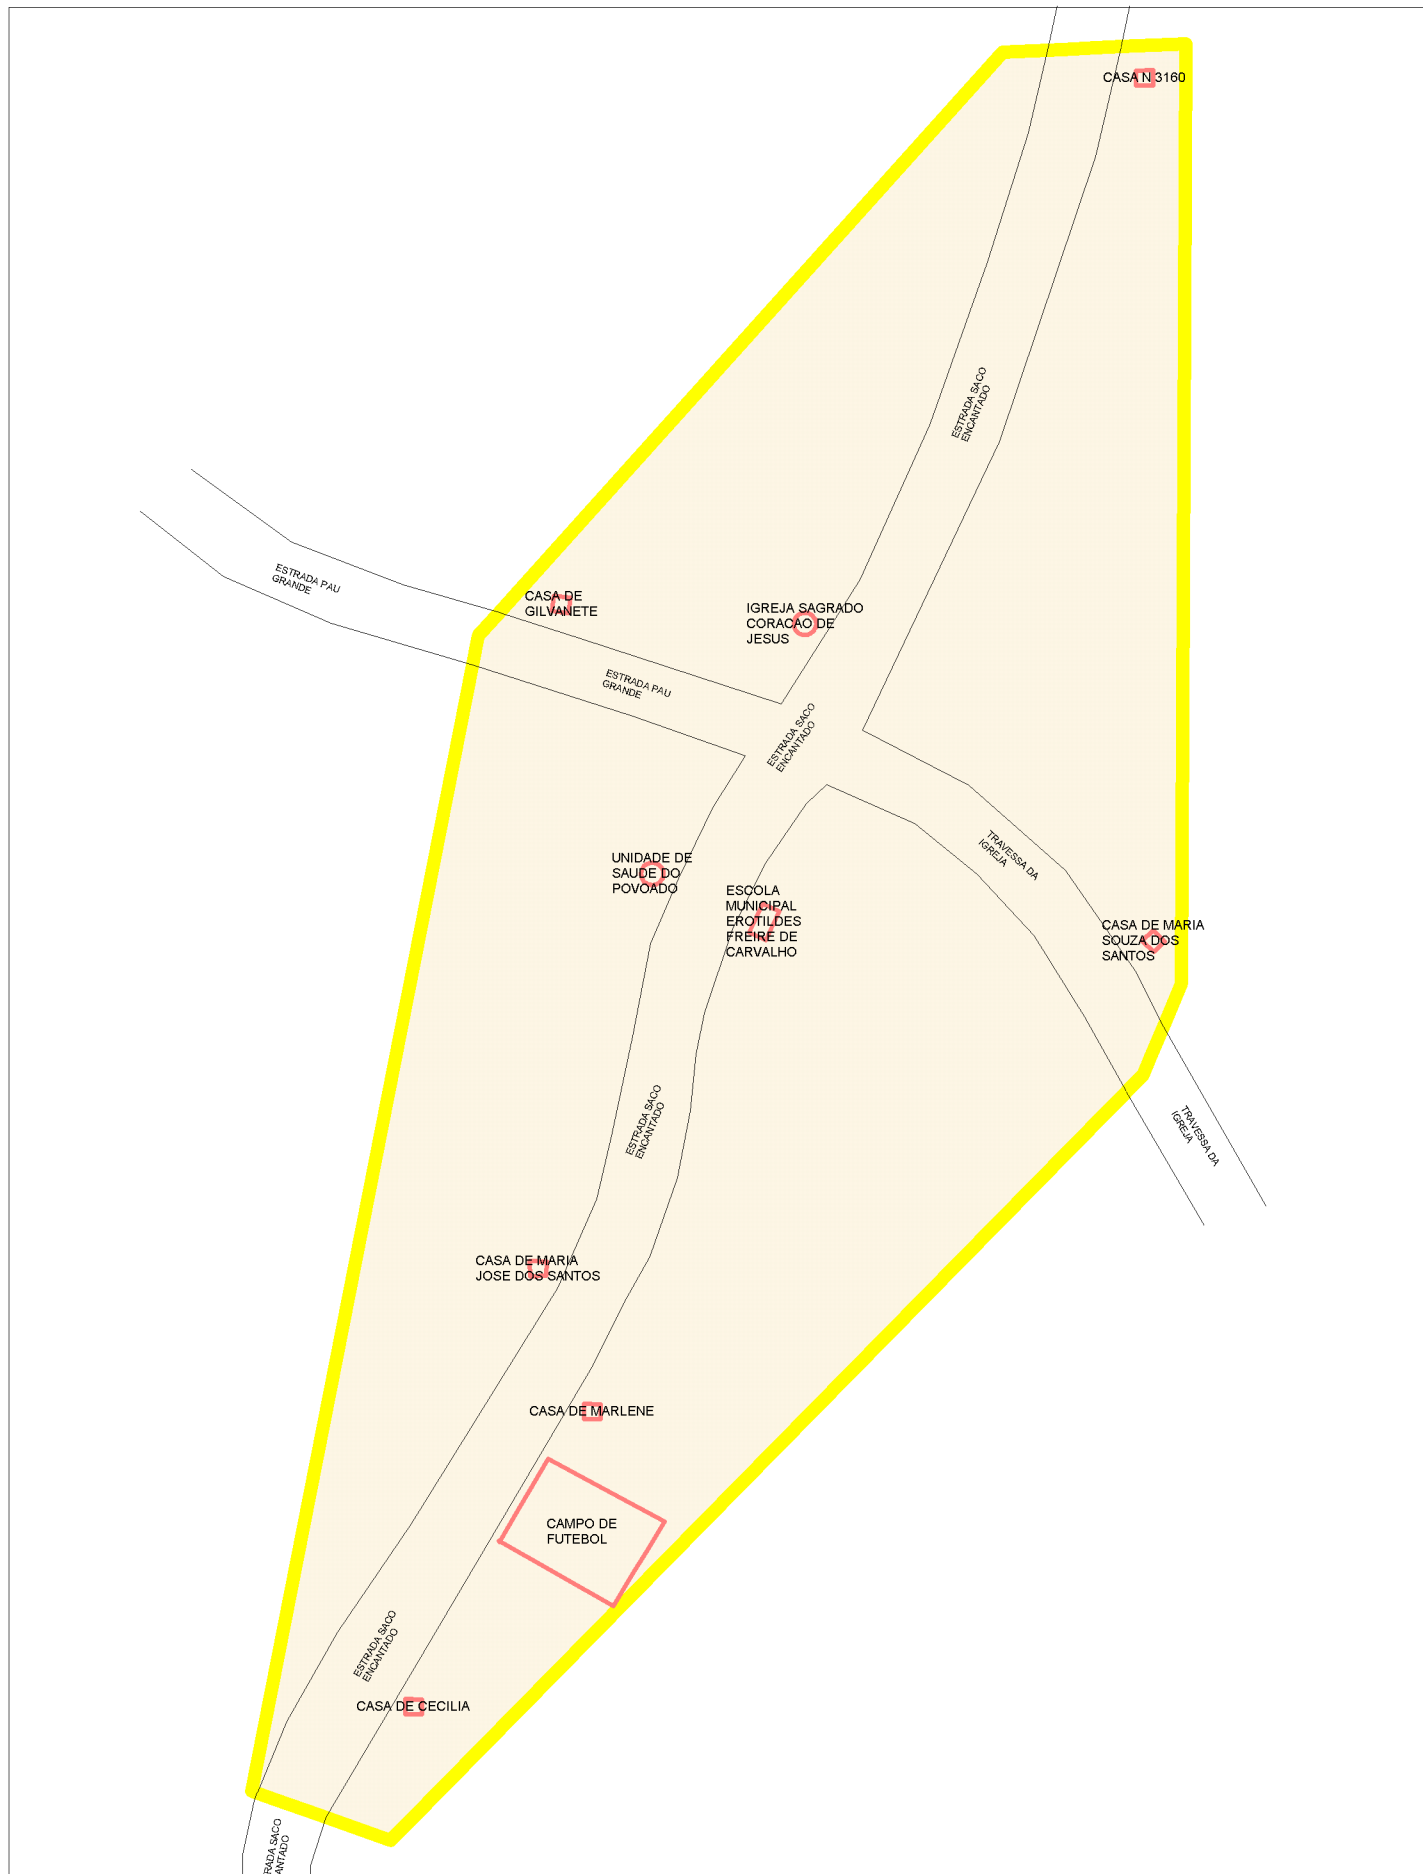 CASA N 3160
ESTRADA SACO
ENCANTADO
ESTRADA PAU
GRANDE
CASA DE
GILVANETE
IGREJA SAGRADO
CORACAO DE
JESUS
ESTRADA PAU
GRANDE
ESTRADA SACO
ENCANTADO
TRAVESSA DA
IGREJA
UNIDADE DE
SAUDE DO
POVOADO
ESCOLA
MUNICIPAL
EROTILDES
FREIRE DE
CARVALHO
CASA DE MARIA
SOUZA DOS
SANTOS
ESTRADA SACO
ENCANTADO
TRAVESSA DA
IGREJA
CASA DE MARIA
JOSE DOS SANTOS
CASA DE MARLENE
CAMPO DE
FUTEBOL
ESTRADA SACO
ENCANTADO
CASA DE CECILIA
RADA SACO
ANTADO